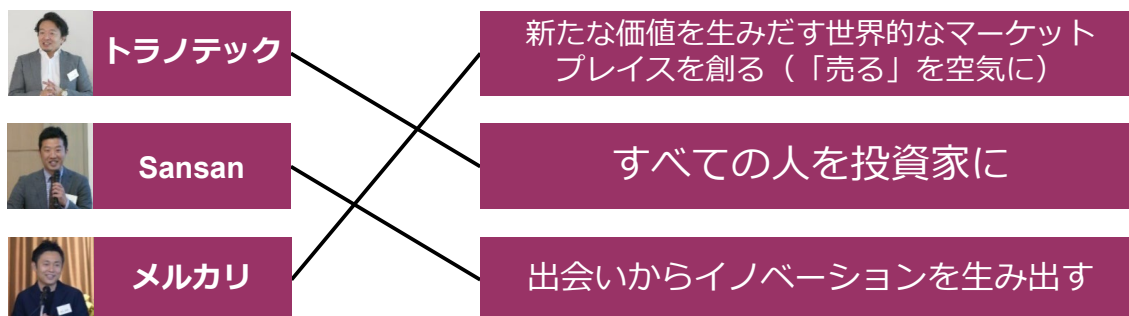 トラノテック
新たな価値を生みだす世界的なマーケット
プレイスを創る（「売る」を空気に）
Sansan
すべての人を投資家に
メルカリ
出会いからイノベーションを生み出す